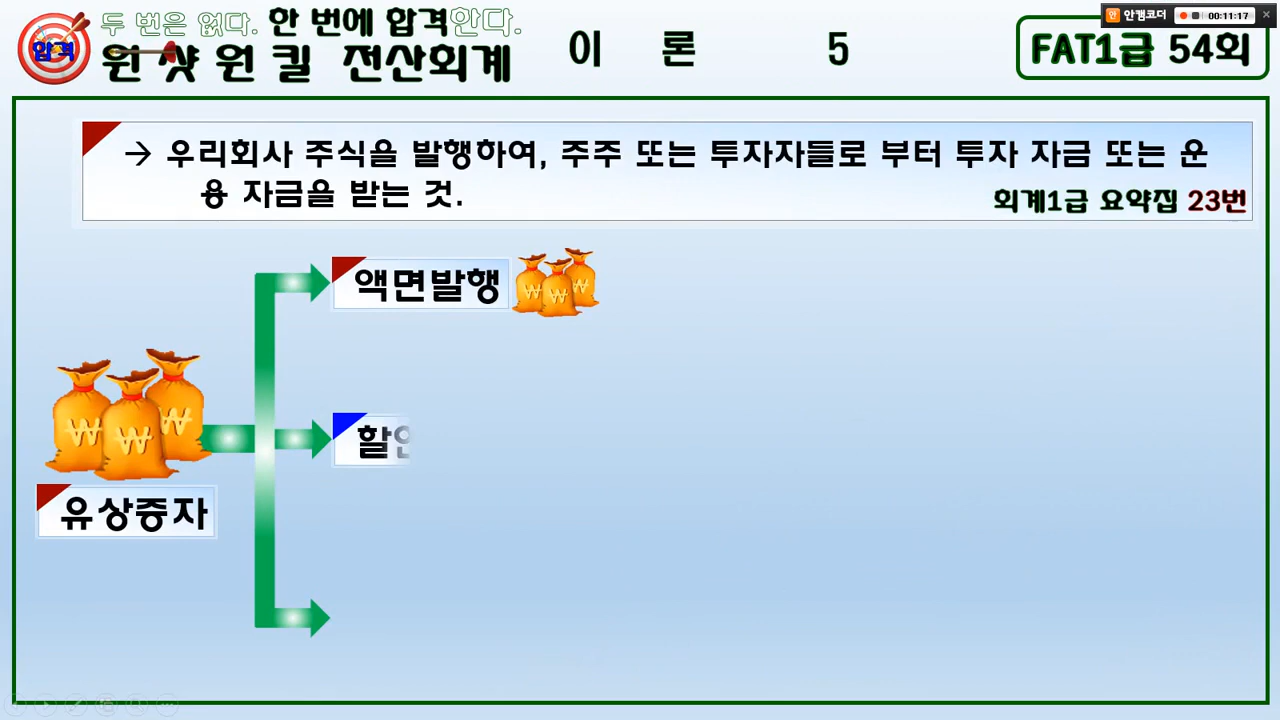 두 번은 없다. 한 번에 합격한다.
합격
원 샷 원 킬 전산회계
이 론 5
FAT1급 54회
안캠코더
00:11:17
→ 우리회사 주식을 발행하여, 주주 또는 투자자들로 부터 투자 자금 또는 운
용 자금을 받는 것.
회계1급 요약집 23번
액면발행
할인
유상증자